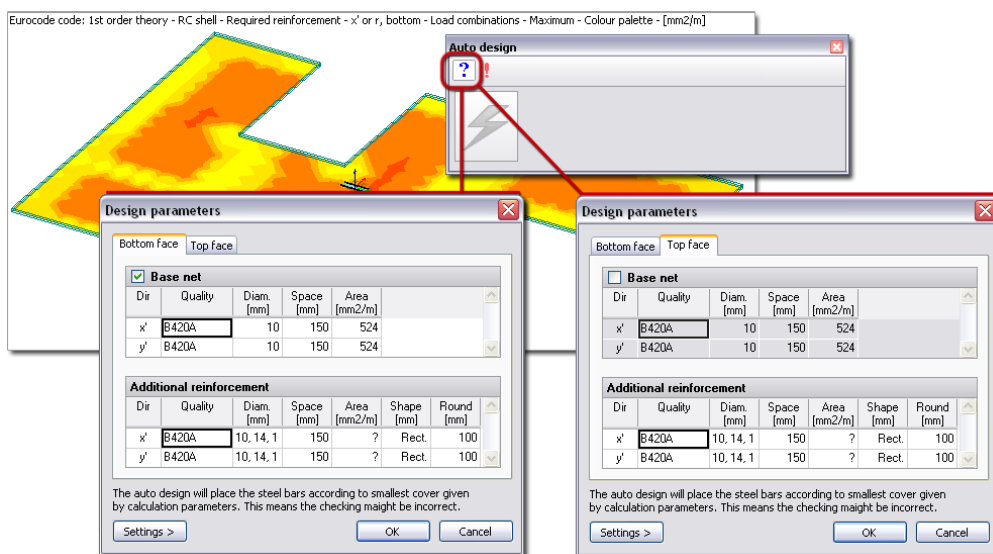 Eurocode code: 1st order theory - RC shell - Required reinforcement - x' or r, bottom - Load combinations - Maximum - Colour palette - [mm2/m]
Auto design
? !
Design parameters
Bottom face Top face
Base net
Dir Quality Diam. [mm] Space [mm] Area [mm2/m]
x' B420A 10 150 524
y' B420A 10 150 524
Additional reinforcement
Dir Quality Diam. [mm] Space [mm] Area [mm2/m] Shape [mm] Round [mm]
x' B420A 10, 14, 1 150 ? Rect. 100
y' B420A 10, 14, 1 150 ? Rect. 100
The auto design will place the steel bars according to smallest cover given
by calculation parameters. This means the checking maight be incorrect.
Settings > OK Cancel
Design parameters
Bottom face Top face
Base net
Dir Quality Diam. [mm] Space [mm] Area [mm2/m]
x' B420A 10 150 524
y' B420A 10 150 524
Additional reinforcement
Dir Quality Diam. [mm] Space [mm] Area [mm2/m] Shape [mm] Round [mm]
x' B420A 10, 14, 1 150 ? Rect. 100
y' B420A 10, 14, 1 150 ? Rect. 100
The auto design will place the steel bars according to smallest cover given
by calculation parameters. This means the checking maight be incorrect.
Settings > OK Cancel